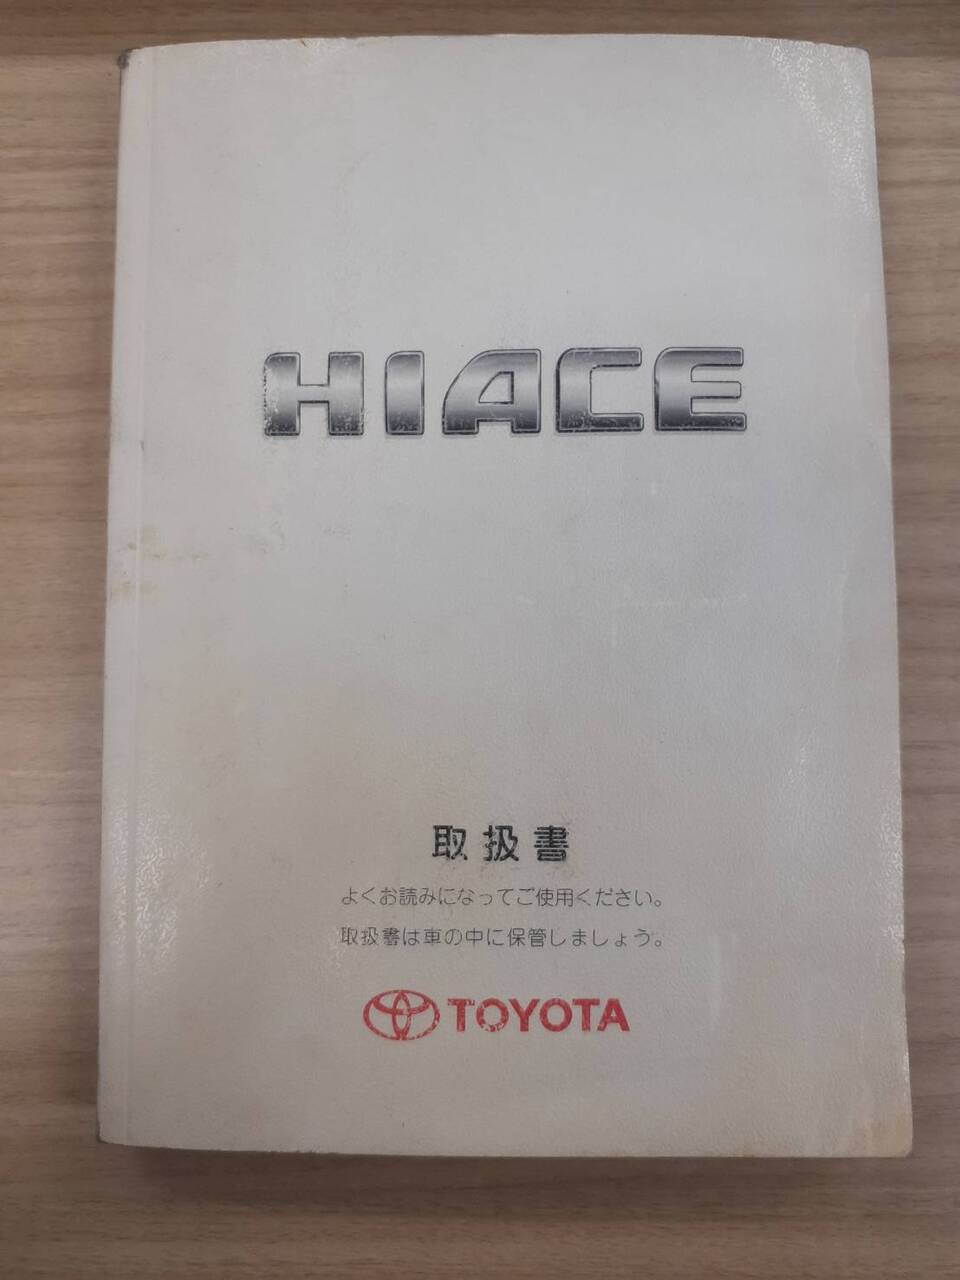 HIACE
取扱書
よくお読みになってご使用ください。
取扱書は車の中に保管しましょう。
TOYOTA